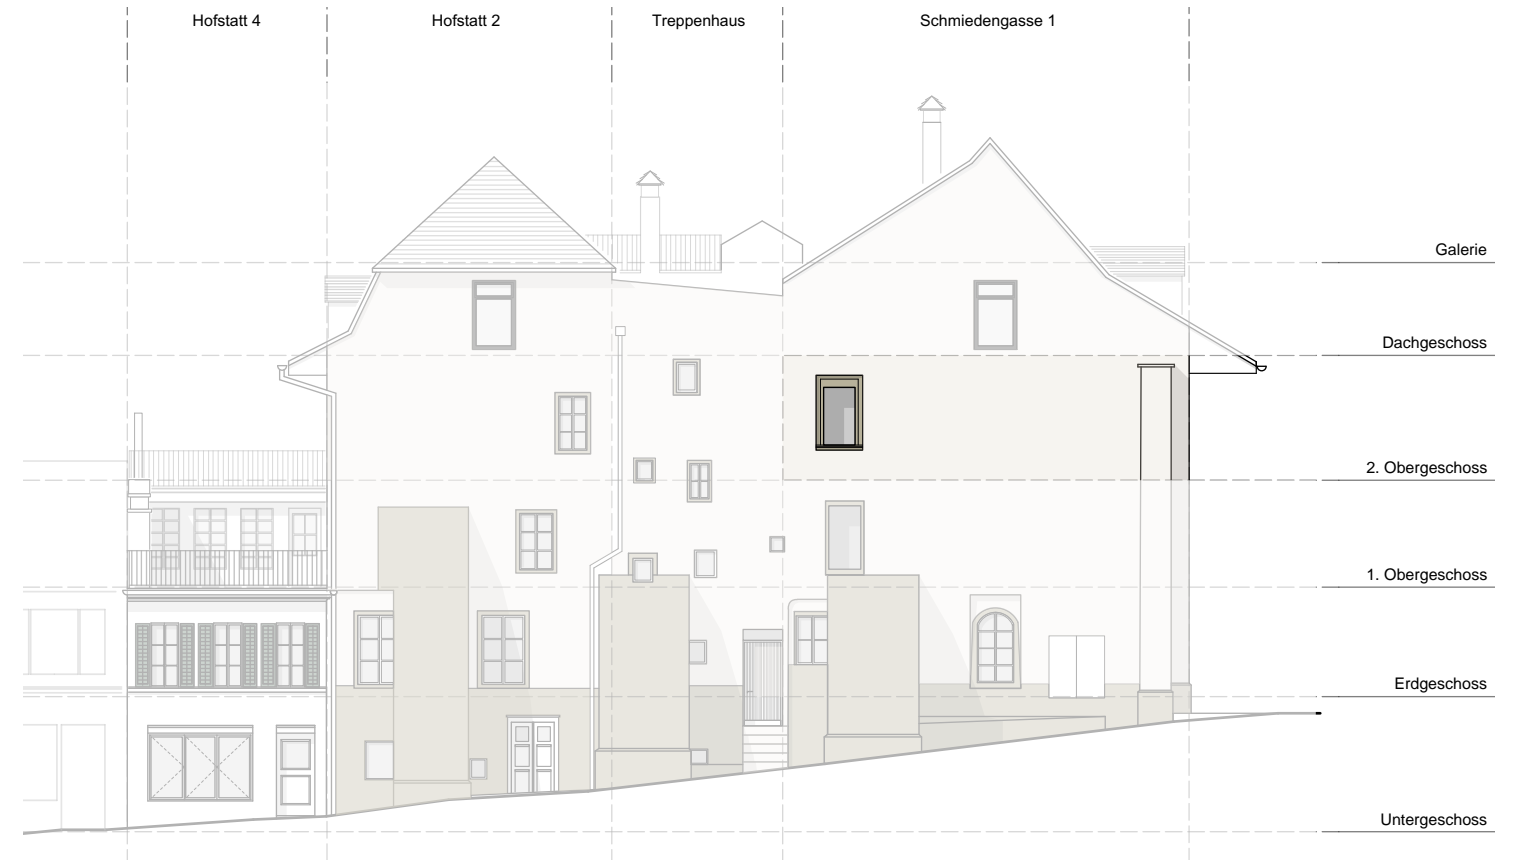 Hofstatt 4
Hofstatt 2
Treppenhaus
Schmiedengasse 1
Galerie
Dachgeschoss
2. Obergeschoss
1. Obergeschoss
Erdgeschoss
Untergeschoss